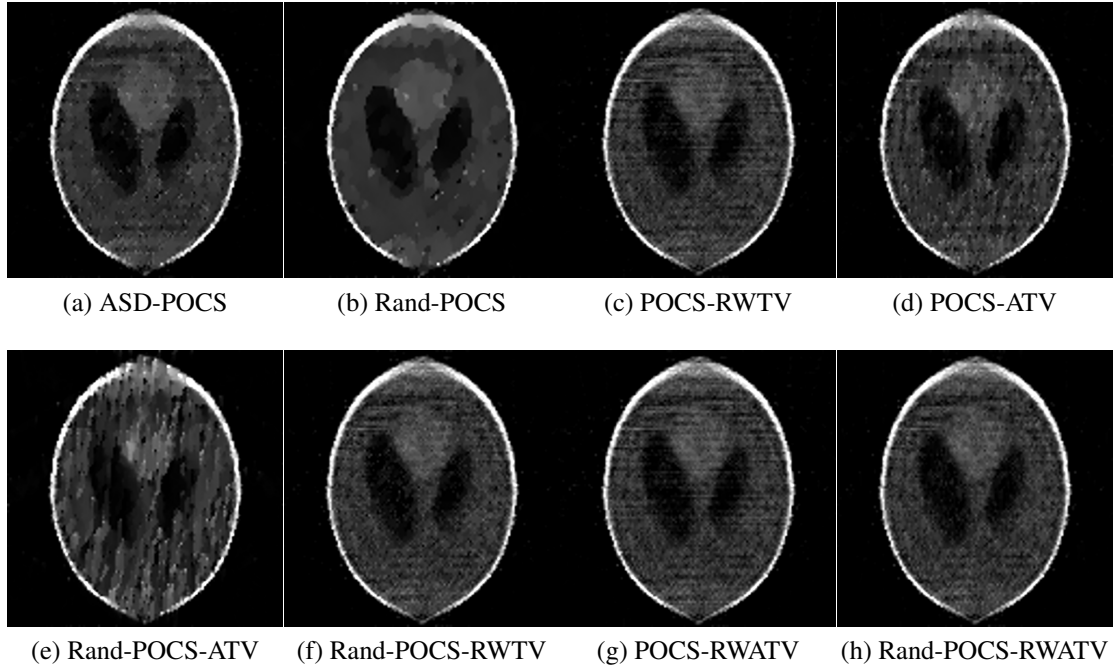 (a) ASD-POCS (b) Rand-POCS (c) POCS-RWTV (d) POCS-ATV
(e) Rand-POCS-ATV (f) Rand-POCS-RWTV (g) POCS-RWATV (h) Rand-POCS-RWATV